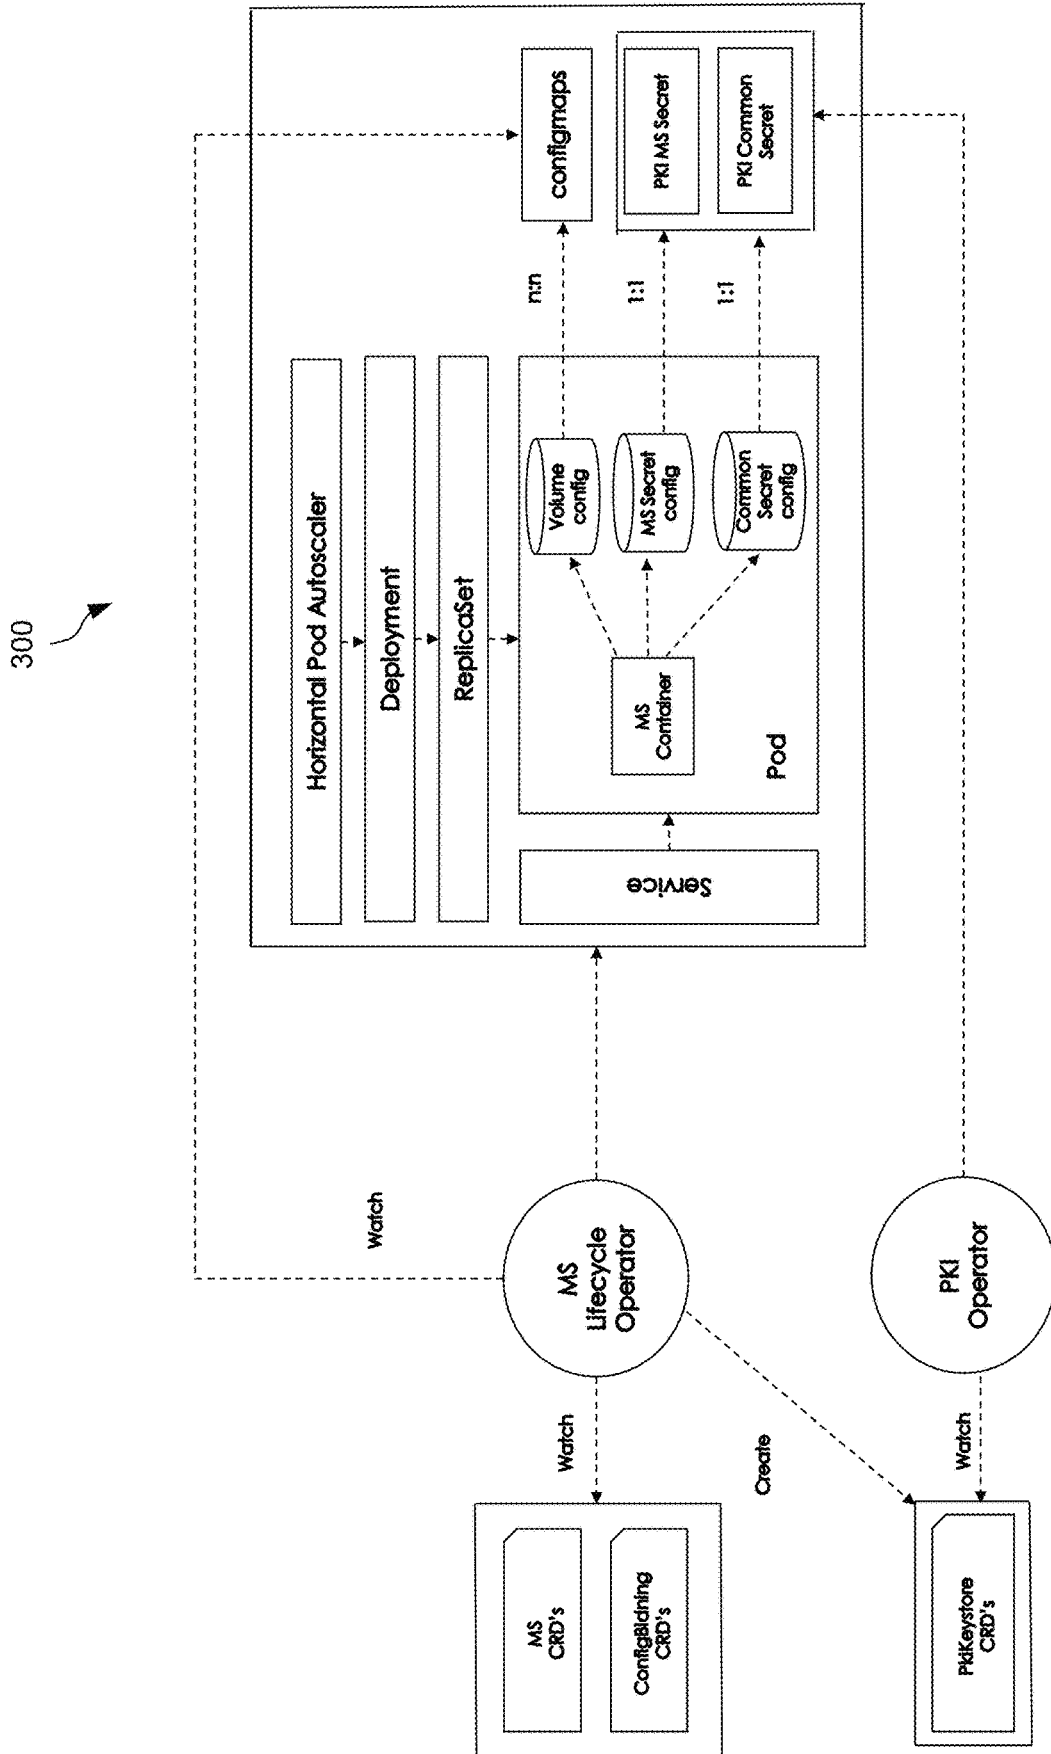 300
Horizontal Pod Autoscaler
Deployment
ReplicaSet
Service
Pod
MS
Container
Volume
config
MS Secret
config
Common
Secret
config
n:n
1:1
1:1
configmaps
PKI MS Secret
PKI Common
Secret
Watch
MS
Lifecycle
Operator
Watch
Create
MS
CRD's
ConfigBidning
CRD's
PKI
Operator
Watch
PkiKeystore
CRD's